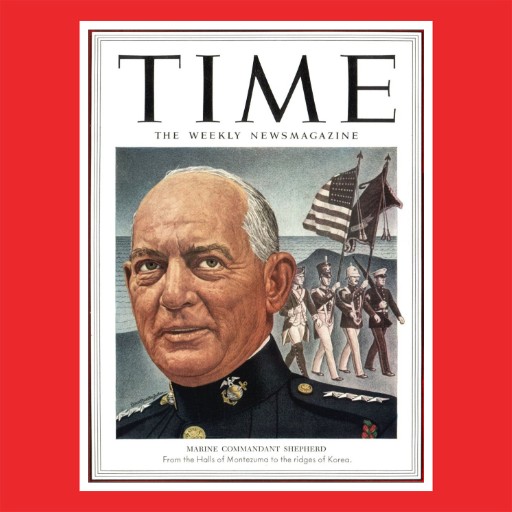 TIME
THE WEEKLY NEWSMAGAZINE
MARINE COMMANDANT SHEPHERD
From the Halls of Montezuma to the ridges of Korea.